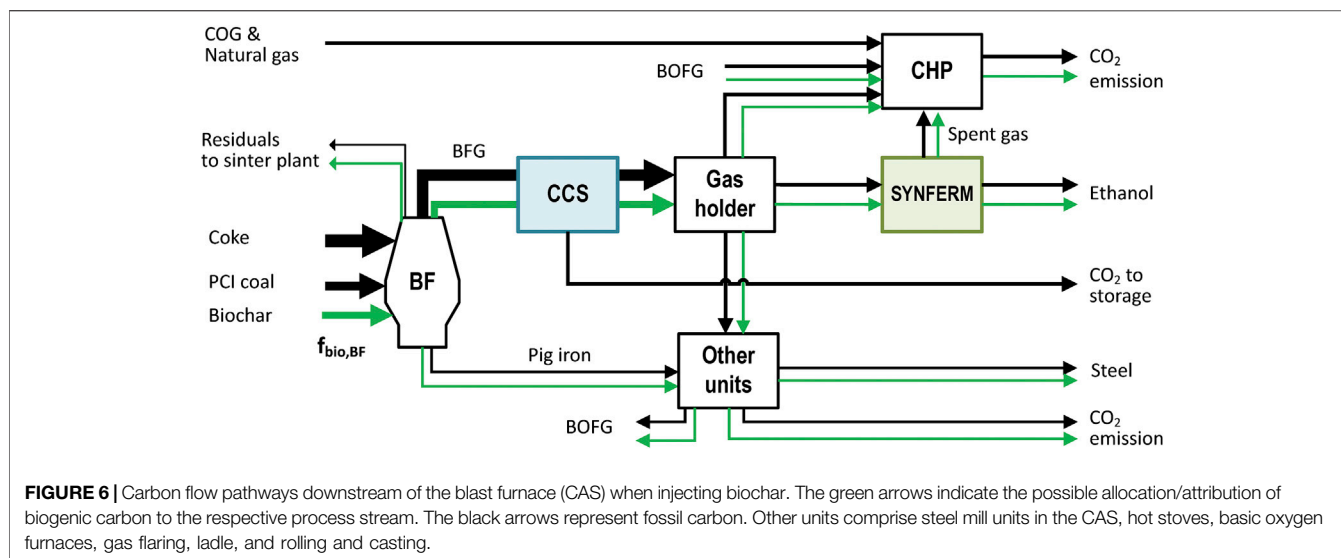 COG &
Natural gas
BOFG
CHP
CO2
emission
Residuals
to sinter plant
BFG
Spent gas
CCS
Gas
holder
SYNFERM
Ethanol
Coke
PCI coal
BF
Biochar
fbio,BF
CO2 to
storage
Pig iron
Other
units
Steel
BOFG
CO2
emission
FIGURE 6 | Carbon flow pathways downstream of the blast furnace (CAS) when injecting biochar. The green arrows indicate the possible allocation/attribution of
biogenic carbon to the respective process stream. The black arrows represent fossil carbon. Other units comprise steel mill units in the CAS, hot stoves, basic oxygen
furnaces, gas flaring, ladle, and rolling and casting.